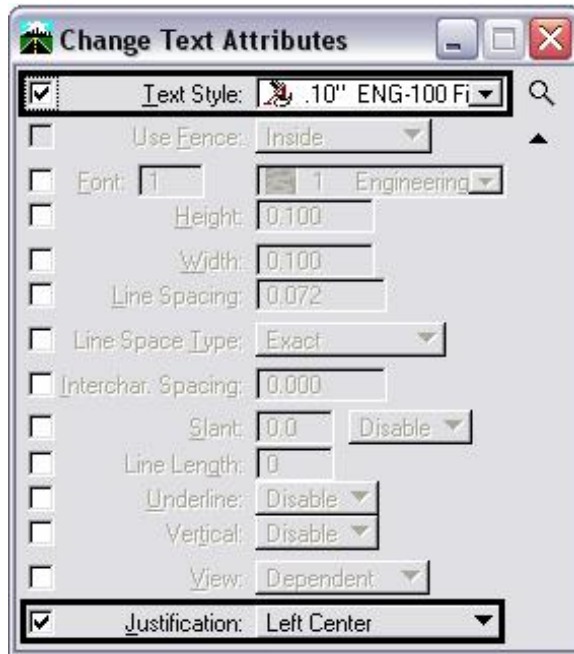 Change Text Attributes
Text Style: .10" ENG-100 Fi
Use Fence: Inside
Font: 1 1 Engineering
Height: 0.100
Width: 0.100
Line Spacing: 0.072
Line Space Type: Exact
Interchar. Spacing: 0.000
Slant: 0.0 Disable
Line Length: 0
Underline: Disable
Vertical: Disable
View: Dependent
Justification: Left Center